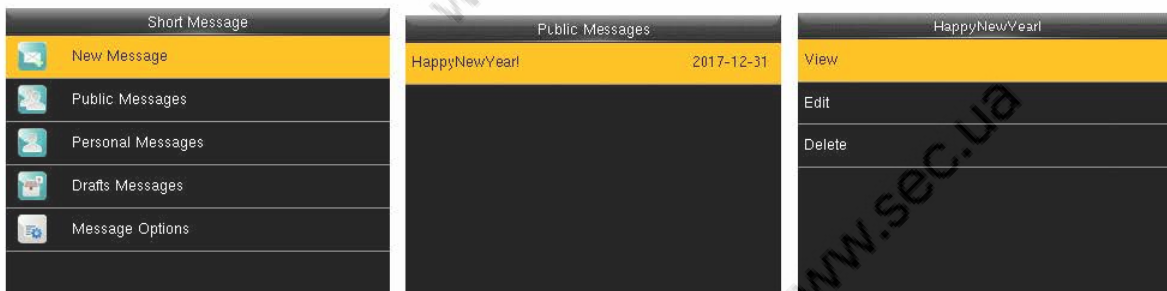 Short Message
New Message
Public Messages
Personal Messages
Drafts Messages
Message Options
Public Messages
HappyNewYear! 2017-12-31
HappyNewYear!
View
Edit
Delete
www.sec.ua